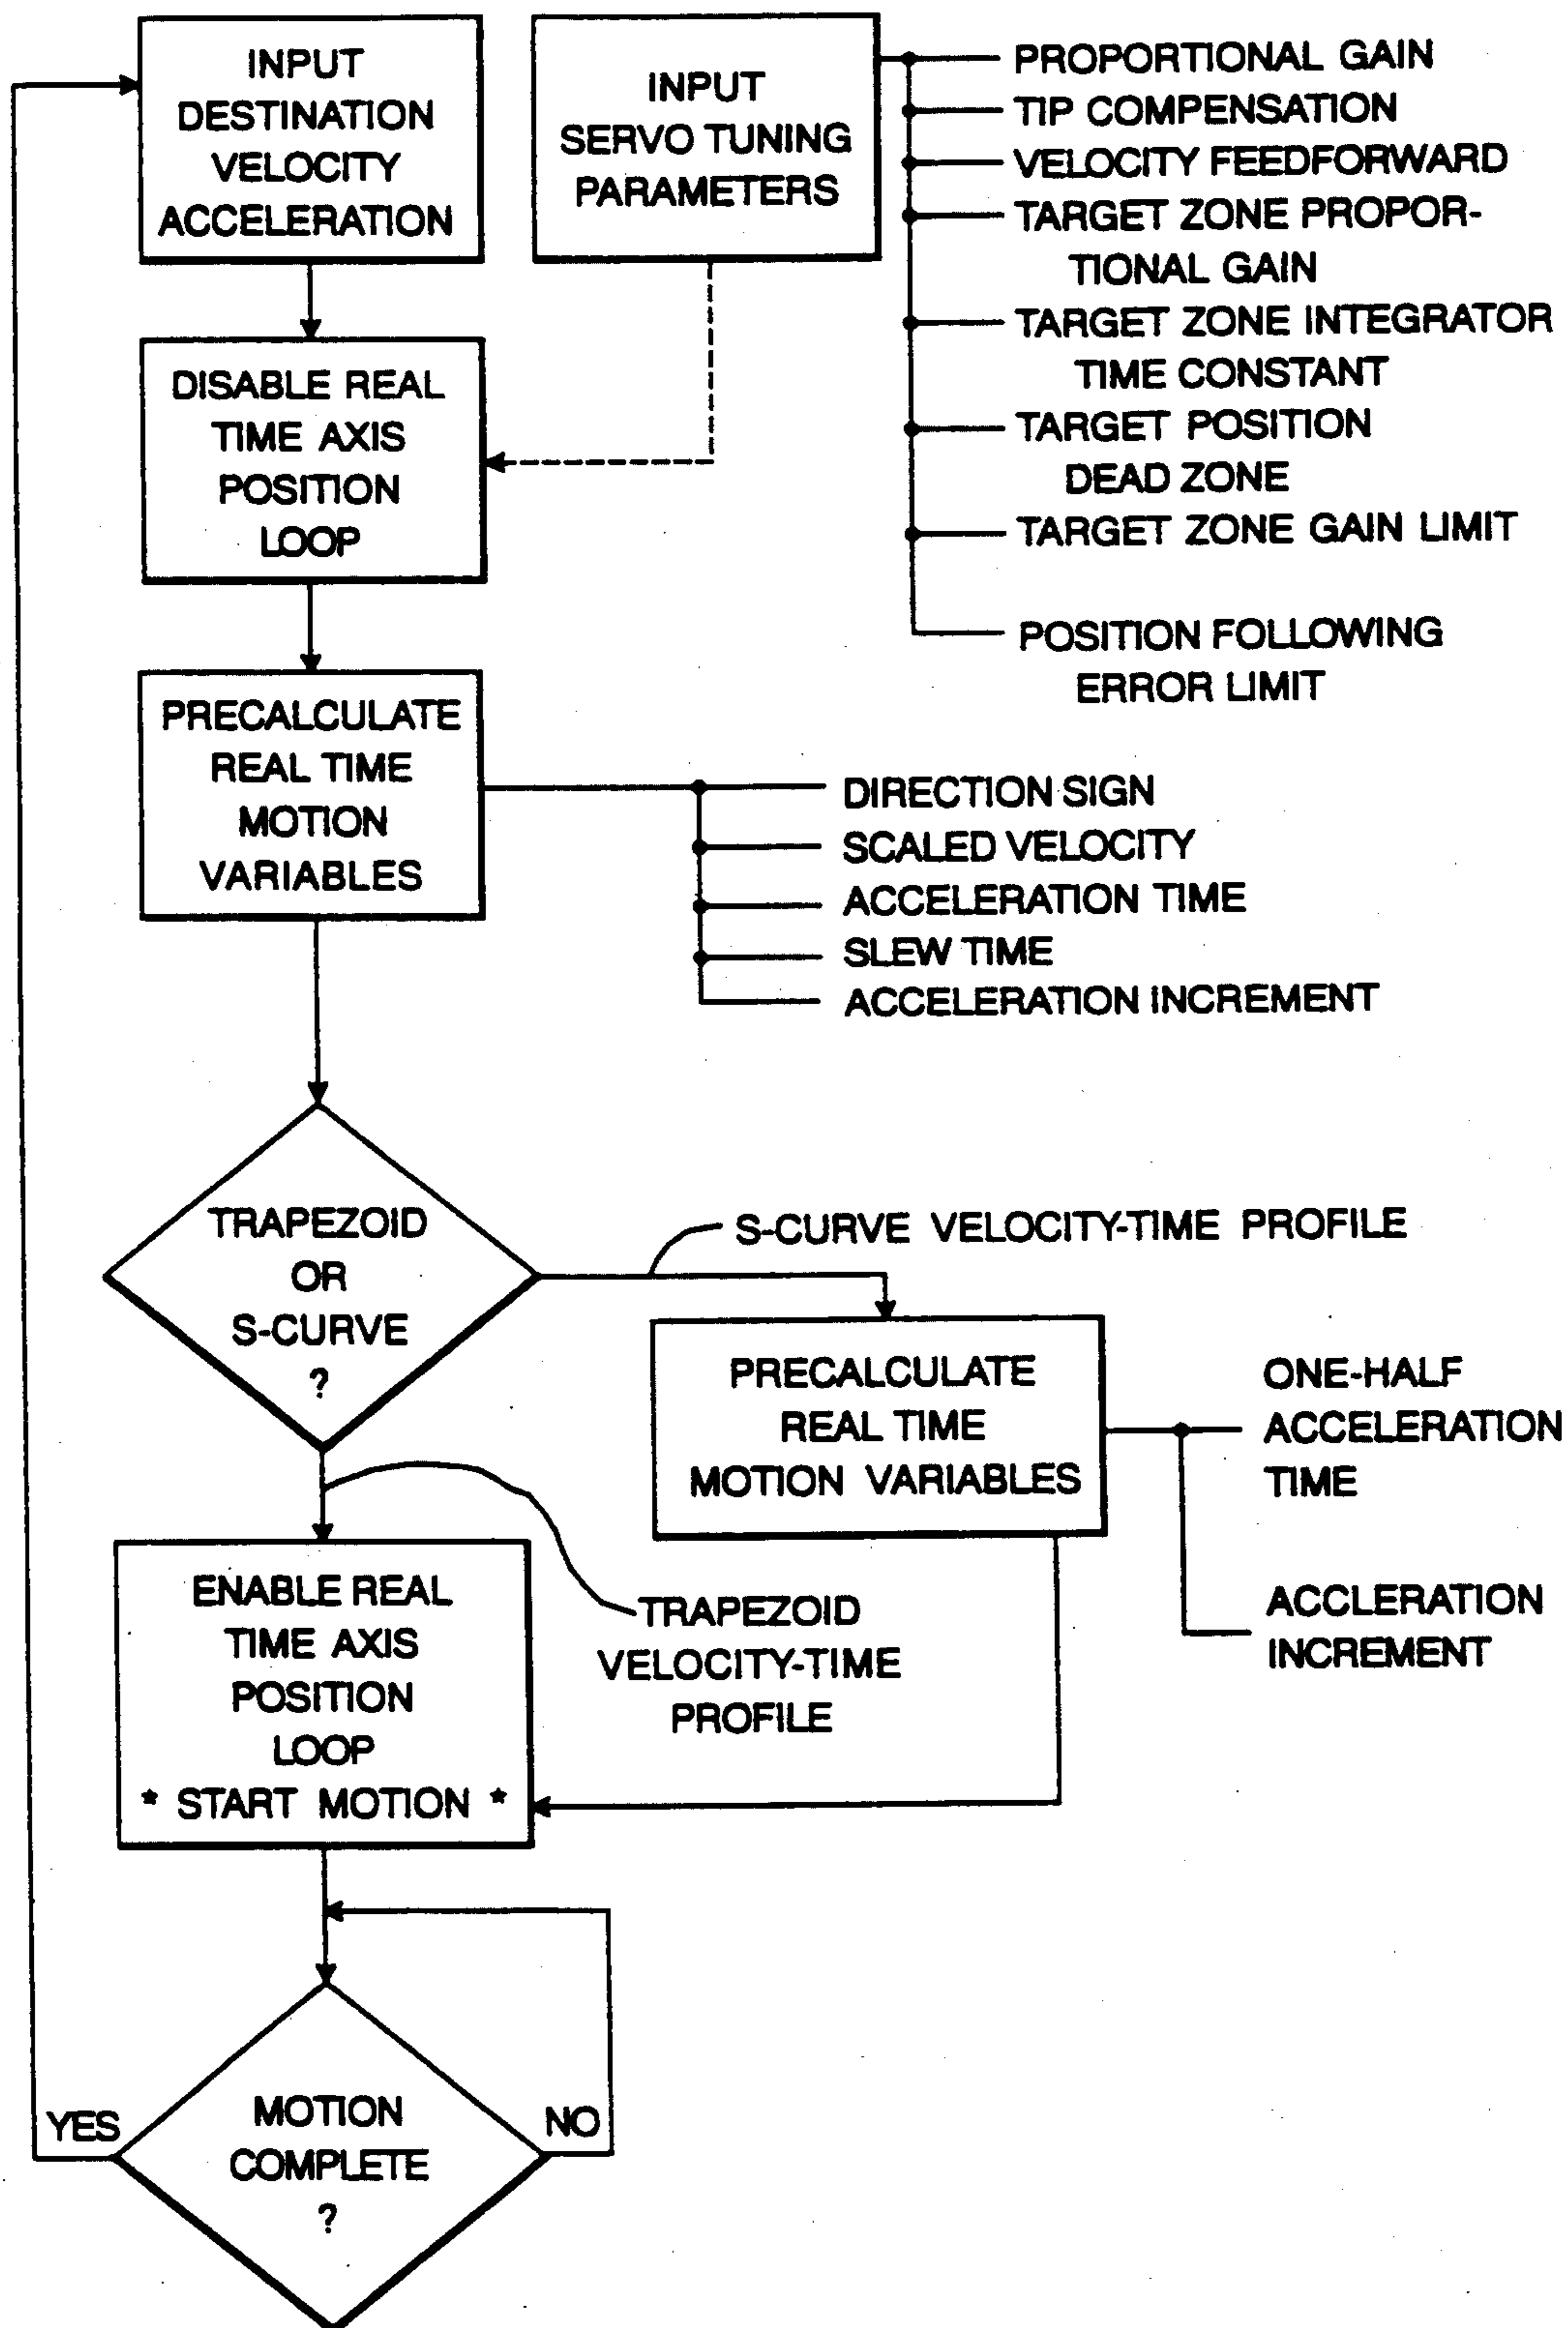 INPUT
DESTINATION
VELOCITY
ACCELERATION
INPUT
SERVO TUNING
PARAMETERS
PROPORTIONAL GAIN
TIP COMPENSATION
VELOCITY FEEDFORWARD
TARGET ZONE PROPOR-
TIONAL GAIN
TARGET ZONE INTEGRATOR
TIME CONSTANT
TARGET POSITION
DEAD ZONE
TARGET ZONE GAIN LIMIT
POSITION FOLLOWING
ERROR LIMIT
DISABLE REAL
TIME AXIS
POSITION
LOOP
PRECALCULATE
REAL TIME
MOTION
VARIABLES
DIRECTION SIGN
SCALED VELOCITY
ACCELERATION TIME
SLEW TIME
ACCELERATION INCREMENT
TRAPEZOID
OR
S-CURVE
?
S-CURVE VELOCITY-TIME PROFILE
PRECALCULATE
REAL TIME
MOTION VARIABLES
ONE-HALF
ACCELERATION
TIME
ACCLERATION
INCREMENT
TRAPEZOID
VELOCITY-TIME
PROFILE
ENABLE REAL
TIME AXIS
POSITION
LOOP
* START MOTION *
MOTION
COMPLETE
?
YES
NO